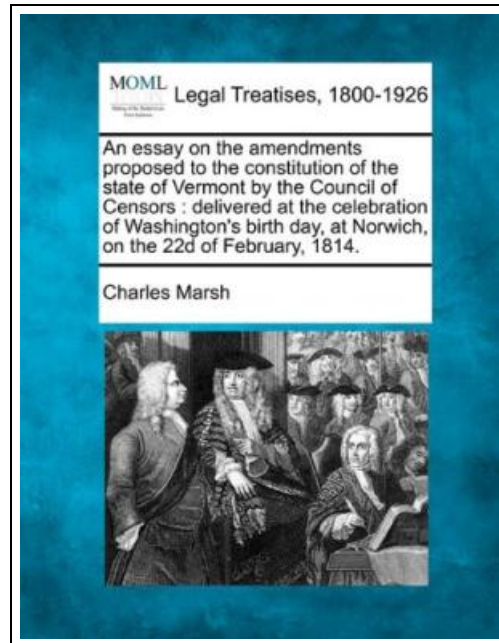 MOML
Legal Treatises, 1800-1926
An essay on the amendments
proposed to the constitution of the
state of Vermont by the Council of
Censors : delivered at the celebration
of Washington's birth day, at Norwich,
on the 22d of February, 1814.
Charles Marsh